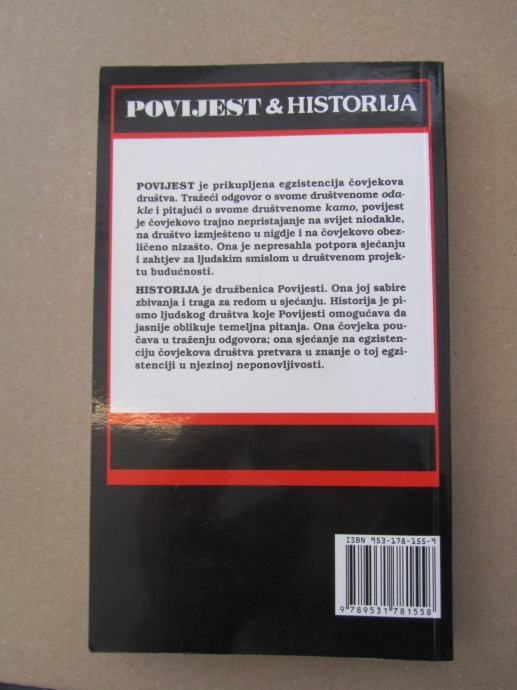 POVIJEST & HISTORIJA
POVIJEST je prikupljena egzistencija čovjekova
društva. Tražeći odgovor o svome društvenome oda-
kle i pitajući o svome društvenome kamo, povijest
je čovjekovo trajno nepristajanje na svijet niodakle,
na društvo izmješteno u nigdje i na čovjekovo obez-
ličeno nizašto. Ona je nepresahla potpora sjećanju
i zahtjev za ljudskim smislom u društvenom projek-
tu budućnosti.
HISTORIJA je družbenica Povijesti. Ona joj sabire
zbivanja i traga za redom u sjećanju. Historija je pi-
smo ljudskog društva koje Povijesti omogućava da
jasnije oblikuje temeljna pitanja. Ona čovjeka pou-
čava u traženju odgovora; ona sjećanje na egzisten-
ciju čovjekova društva pretvara u znanje o toj egzi-
stenciji u njezinoj neponovljivosti.
ISBN 953-178-155-9
9 789531 781558